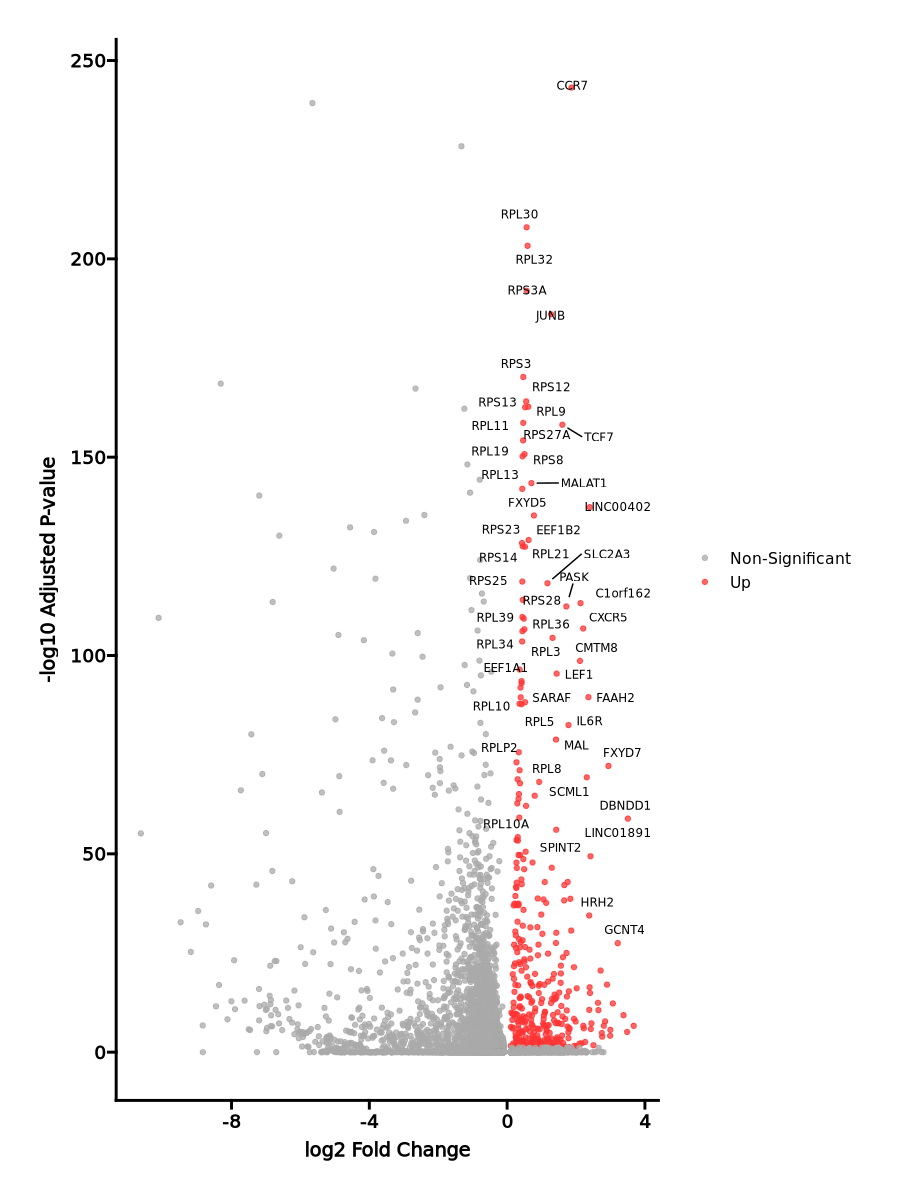 250
200
150
100
50
0
-8
-4
0
4
log2 Fold Change
-log10 Adjusted P-value
CCR7
RPL30
RPL32
RPS3A
JUNB
RPS3
RPS12
RPS13
RPL9
RPL11
RPS27A
TCF7
RPL19
RPS8
RPL13
MALAT1
FXYD5
LINC00402
RPS23
EEF1B2
RPS14
RPL21
SLC2A3
RPS25
PASK
RPS28
C1orf162
RPL39
RPL36
CXCR5
RPL34
RPL3
CMTM8
EEF1A1
LEF1
SARAF
FAAH2
RPL10
RPL5
IL6R
RPLP2
MAL
FXYD7
RPL8
SCML1
DBNDD1
RPL10A
LINC01891
SPINT2
HRH2
GCNT4
Non-Significant
Up